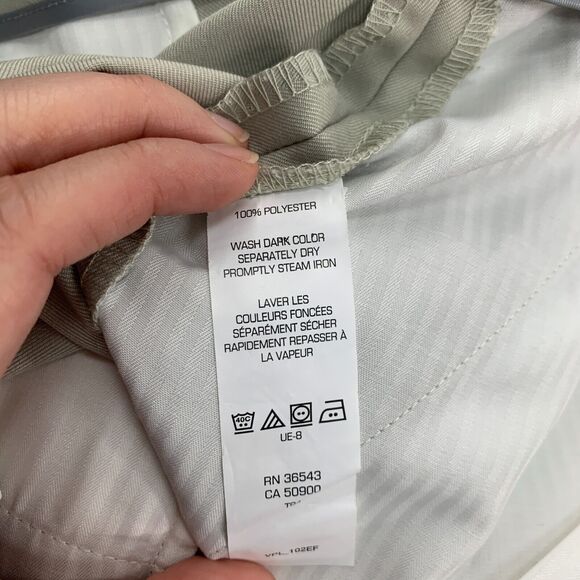 100% POLYESTER
WASH DARK COLOR
SEPARATELY DRY
PROMPTLY STEAM IRON
LAVER LES
COULEURS FONCÉES
SÉPARÉMENT SÉCHER
RAPIDEMENT REPASSER À
LA VAPEUR
40C
UE-8
RN 36543
CA 50900